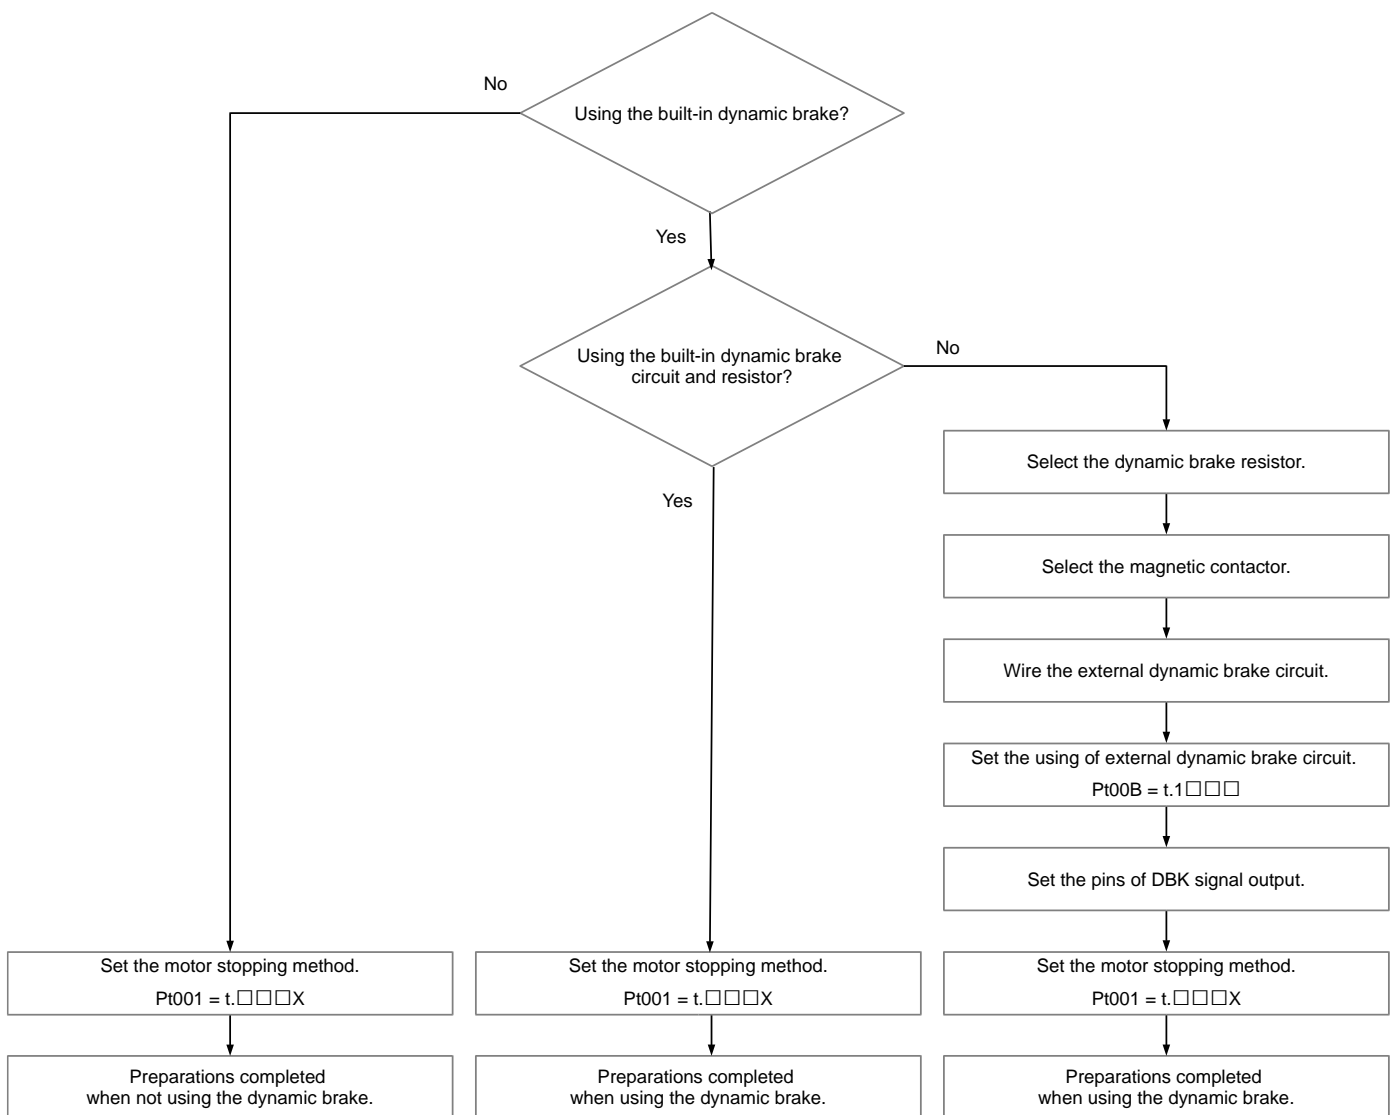 No
Using the built-in dynamic brake?
Yes
Using the built-in dynamic brake
circuit and resistor?
No
Yes
Select the dynamic brake resistor.
Select the magnetic contactor.
Wire the external dynamic brake circuit.
Set the using of external dynamic brake circuit.
Pt00B = t.1□□□
Set the pins of DBK signal output.
Set the motor stopping method.
Pt001 = t.□□□X
Set the motor stopping method.
Pt001 = t.□□□X
Set the motor stopping method.
Pt001 = t.□□□X
Preparations completed
when not using the dynamic brake.
Preparations completed
when using the dynamic brake.
Preparations completed
when using the dynamic brake.